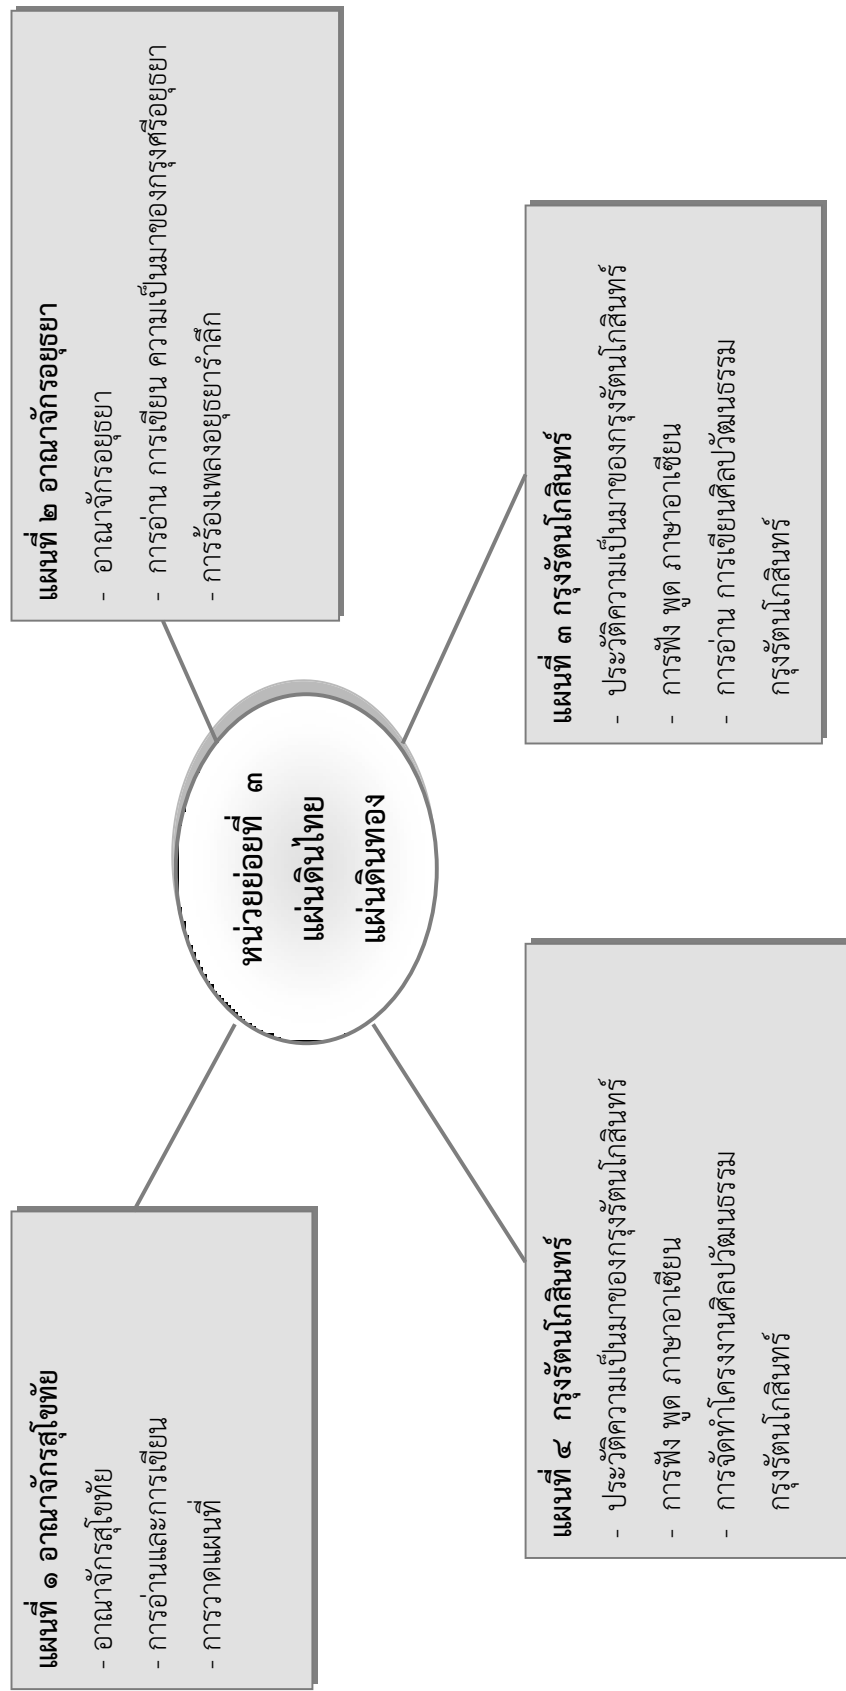 แผนที่ ๑ อาณาจักรสุโขทัย
- อาณาจักรสุโขทัย
- การอ่านและการเขียน
- การวาดแผนที่
แผนที่ ๒ อาณาจักรอยุธยา
- อาณาจักรอยุธยา
- การอ่าน การเขียน ความเป็นมาของกรุงศรีอยุธยา
- การร้องเพลงอยุธยารำลึก
หน่วยย่อยที่ ๓
แผ่นดินไทย
แผ่นดินทอง
แผนที่ ๔ กรุงรัตนโกสินทร์
- ประวัติความเป็นมาของกรุงรัตนโกสินทร์
- การฟัง พูด ภาษาอาเซียน
- การจัดทำโครงงานศิลปวัฒนธรรม
กรุงรัตนโกสินทร์
แผนที่ ๓ กรุงรัตนโกสินทร์
- ประวัติความเป็นมาของกรุงรัตนโกสินทร์
- การฟัง พูด ภาษาอาเซียน
- การอ่าน การเขียนศิลปวัฒนธรรม
กรุงรัตนโกสินทร์